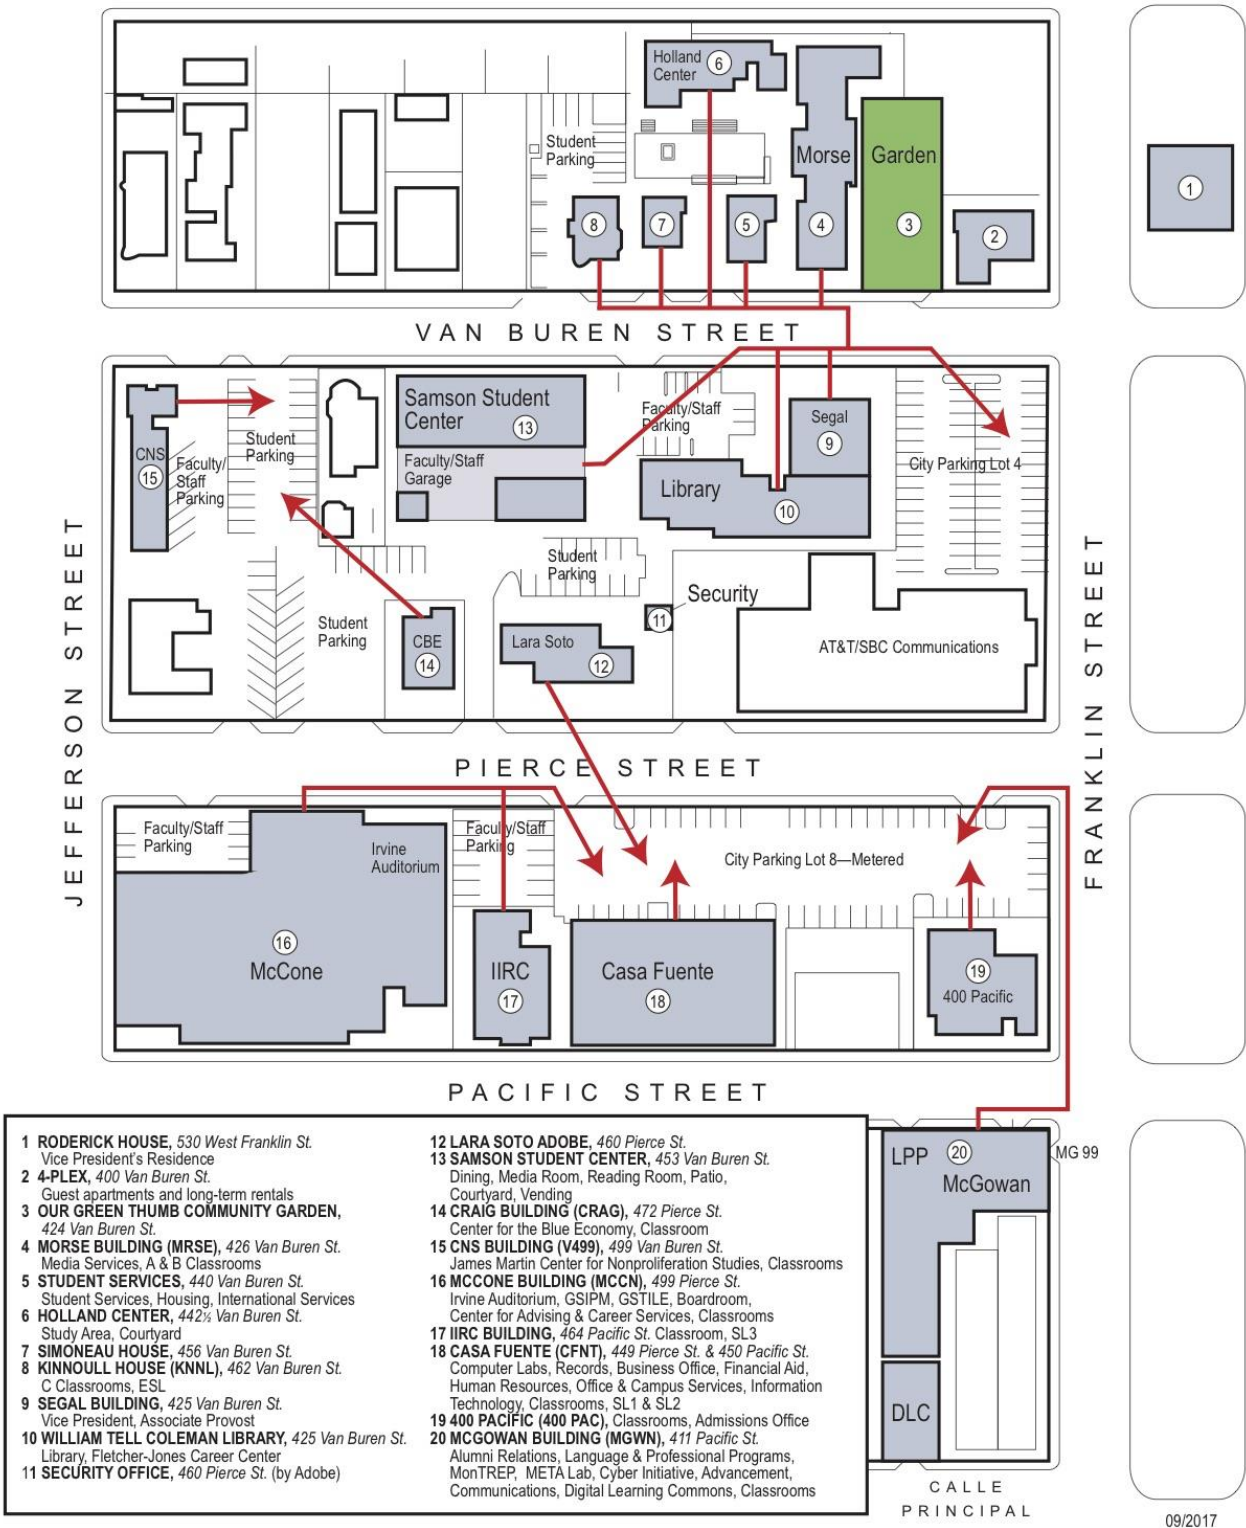 Holland
Center
6
Student
Parking
Morse
Garden
1
8
7
5
4
3
2
VAN BUREN STREET
Samson Student
Center
13
Faculty/Staff
Garage
Faculty/Staff
Parking
Segal
9
CNS
15
Faculty/
Staff
Parking
Student
Parking
Library
10
City Parking Lot 4
Student
Parking
Security
11
Student
Parking
CBE
14
Lara Soto
12
AT&T/SBC Communications
JEFFERSON STREET
FRANKLIN STREET
PIERCE STREET
Faculty/Staff
Parking
Irvine
Auditorium
Faculty/Staff
Parking
City Parking Lot 8—Metered
16
McCone
IIRC
17
Casa Fuente
18
19
400 Pacific
PACIFIC STREET
LPP
20
McGowan
MG 99
DLC
CALLE
PRINCIPAL
09/2017
1 RODERICK HOUSE, 530 West Franklin St.
Vice President's Residence
2 4-PLEX, 400 Van Buren St.
Guest apartments and long-term rentals
3 OUR GREEN THUMB COMMUNITY GARDEN,
424 Van Buren St.
4 MORSE BUILDING (MRSE), 426 Van Buren St.
Media Services, A & B Classrooms
5 STUDENT SERVICES, 440 Van Buren St.
Student Services, Housing, International Services
6 HOLLAND CENTER, 442½ Van Buren St.
Study Area, Courtyard
7 SIMONEAU HOUSE, 456 Van Buren St.
8 KINNOULL HOUSE (KNNL), 462 Van Buren St.
C Classrooms, ESL
9 SEGAL BUILDING, 425 Van Buren St.
Vice President, Associate Provost
10 WILLIAM TELL COLEMAN LIBRARY, 425 Van Buren St.
Library, Fletcher-Jones Career Center
11 SECURITY OFFICE, 460 Pierce St. (by Adobe)
12 LARA SOTO ADOBE, 460 Pierce St.
13 SAMSON STUDENT CENTER, 453 Van Buren St.
Dining, Media Room, Reading Room, Patio,
Courtyard, Vending
14 CRAIG BUILDING (CRAG), 472 Pierce St.
Center for the Blue Economy, Classroom
15 CNS BUILDING (V499), 499 Van Buren St.
James Martin Center for Nonproliferation Studies, Classrooms
16 MCCONE BUILDING (MCCN), 499 Pierce St.
Irvine Auditorium, GSIPM, GSTILE, Boardroom,
Center for Advising & Career Services, Classrooms
17 IIRC BUILDING, 464 Pacific St. Classroom, SL3
18 CASA FUENTE (CFNT), 449 Pierce St. & 450 Pacific St.
Computer Labs, Records, Business Office, Financial Aid,
Human Resources, Office & Campus Services, Information
Technology, Classrooms, SL1 & SL2
19 400 PACIFIC (400 PAC), Classrooms, Admissions Office
20 MCGOWAN BUILDING (MGWN), 411 Pacific St.
Alumni Relations, Language & Professional Programs,
MonTREP, META Lab, Cyber Initiative, Advancement,
Communications, Digital Learning Commons, Classrooms